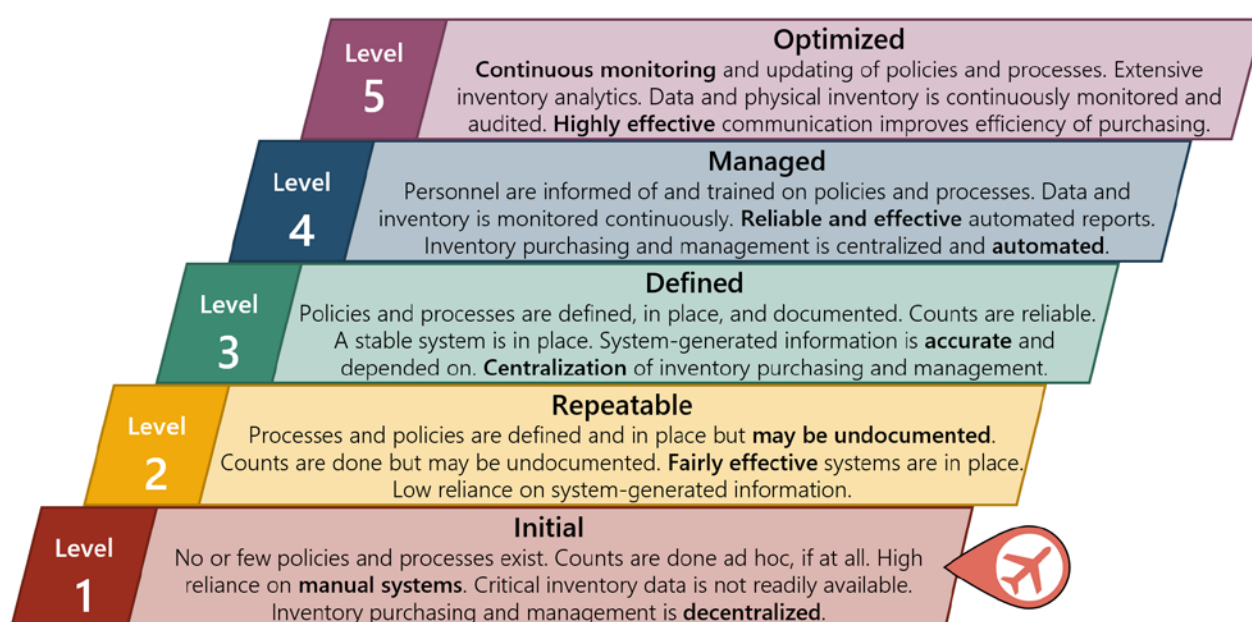 Level
5
Optimized
Continuous monitoring and updating of policies and processes. Extensive
inventory analytics. Data and physical inventory is continuously monitored and
audited. Highly effective communication improves efficiency of purchasing.
Level
4
Managed
Personnel are informed of and trained on policies and processes. Data and
inventory is monitored continuously. Reliable and effective automated reports.
Inventory purchasing and management is centralized and automated.
Level
3
Defined
Policies and processes are defined, in place, and documented. Counts are reliable.
A stable system is in place. System-generated information is accurate and
depended on. Centralization of inventory purchasing and management.
Level
2
Repeatable
Processes and policies are defined and in place but may be undocumented.
Counts are done but may be undocumented. Fairly effective systems are in place.
Low reliance on system-generated information.
Level
1
Initial
No or few policies and processes exist. Counts are done ad hoc, if at all. High
reliance on manual systems. Critical inventory data is not readily available.
Inventory purchasing and management is decentralized.